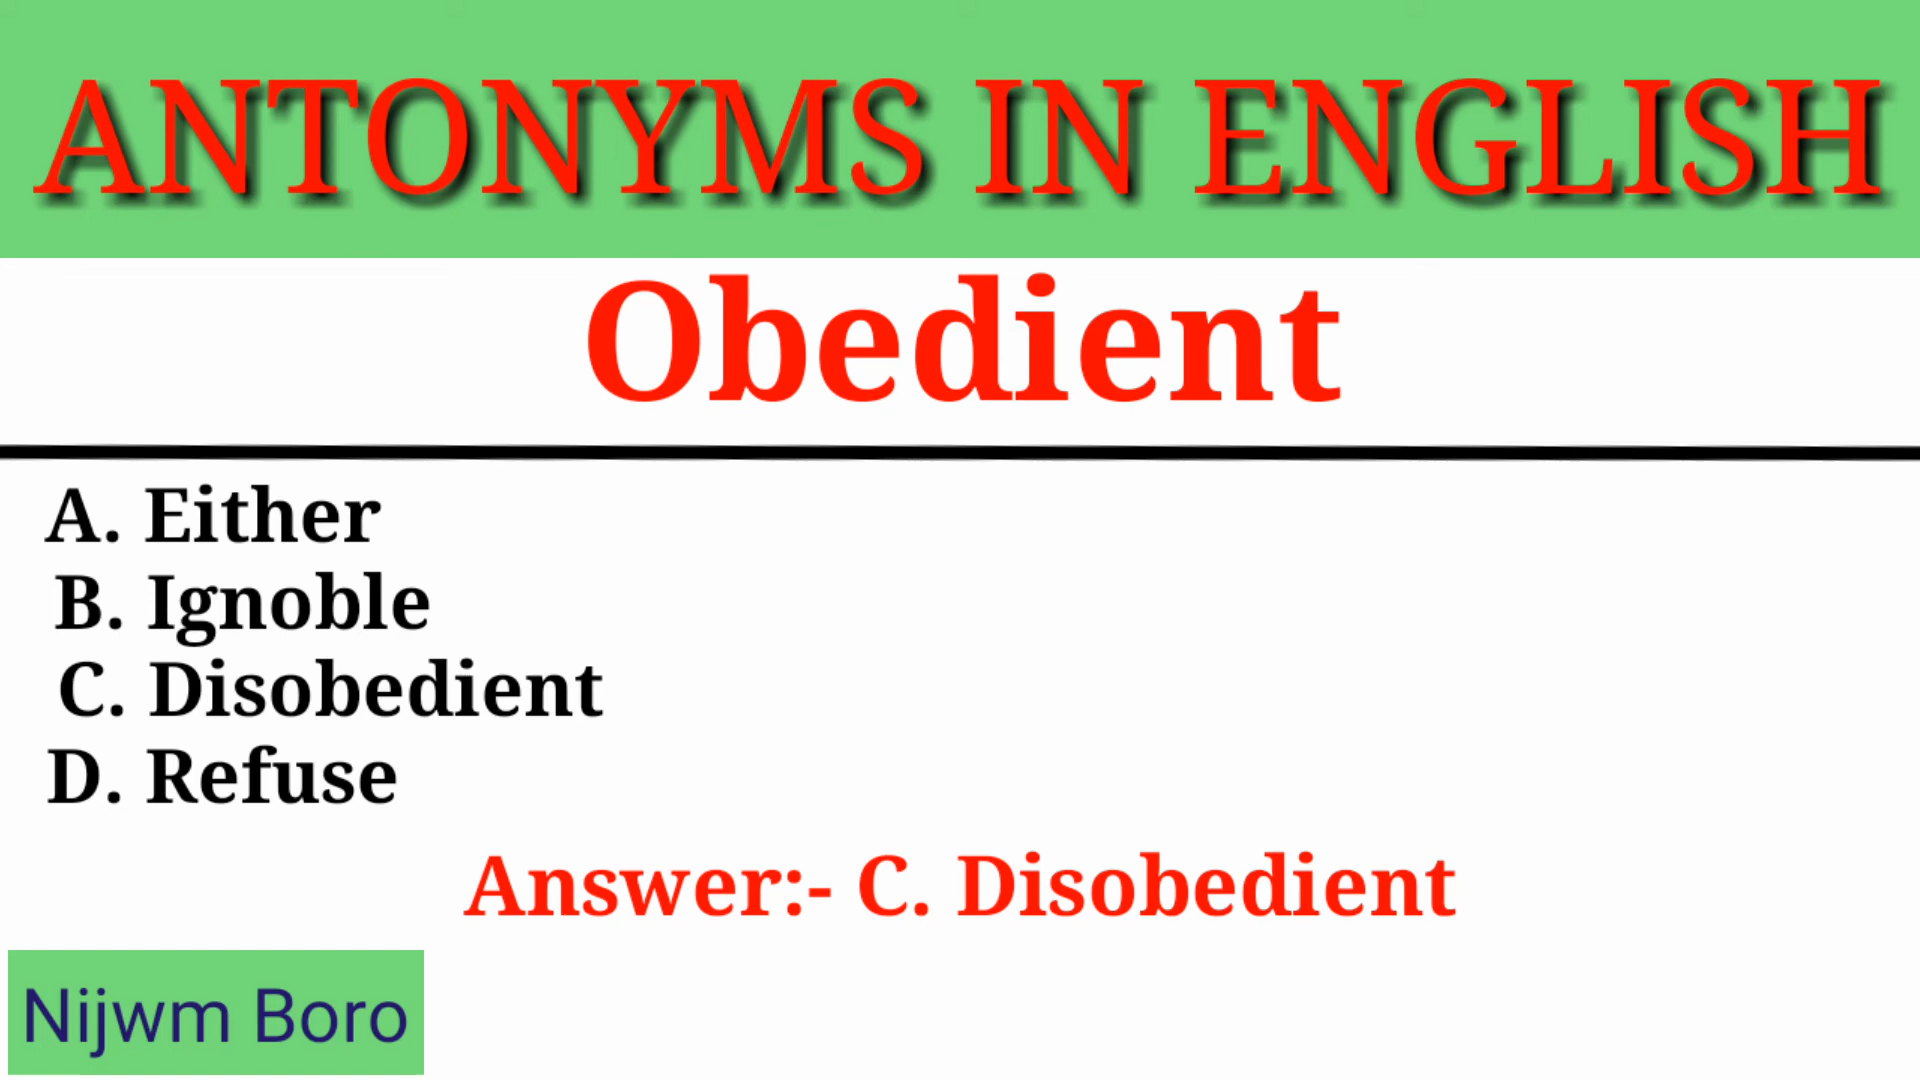 ANTONYMS IN ENGLISH
Obedient
A. Either
B. Ignoble
C. Disobedient
D. Refuse
Answer:- C. Disobedient
Nijwm Boro